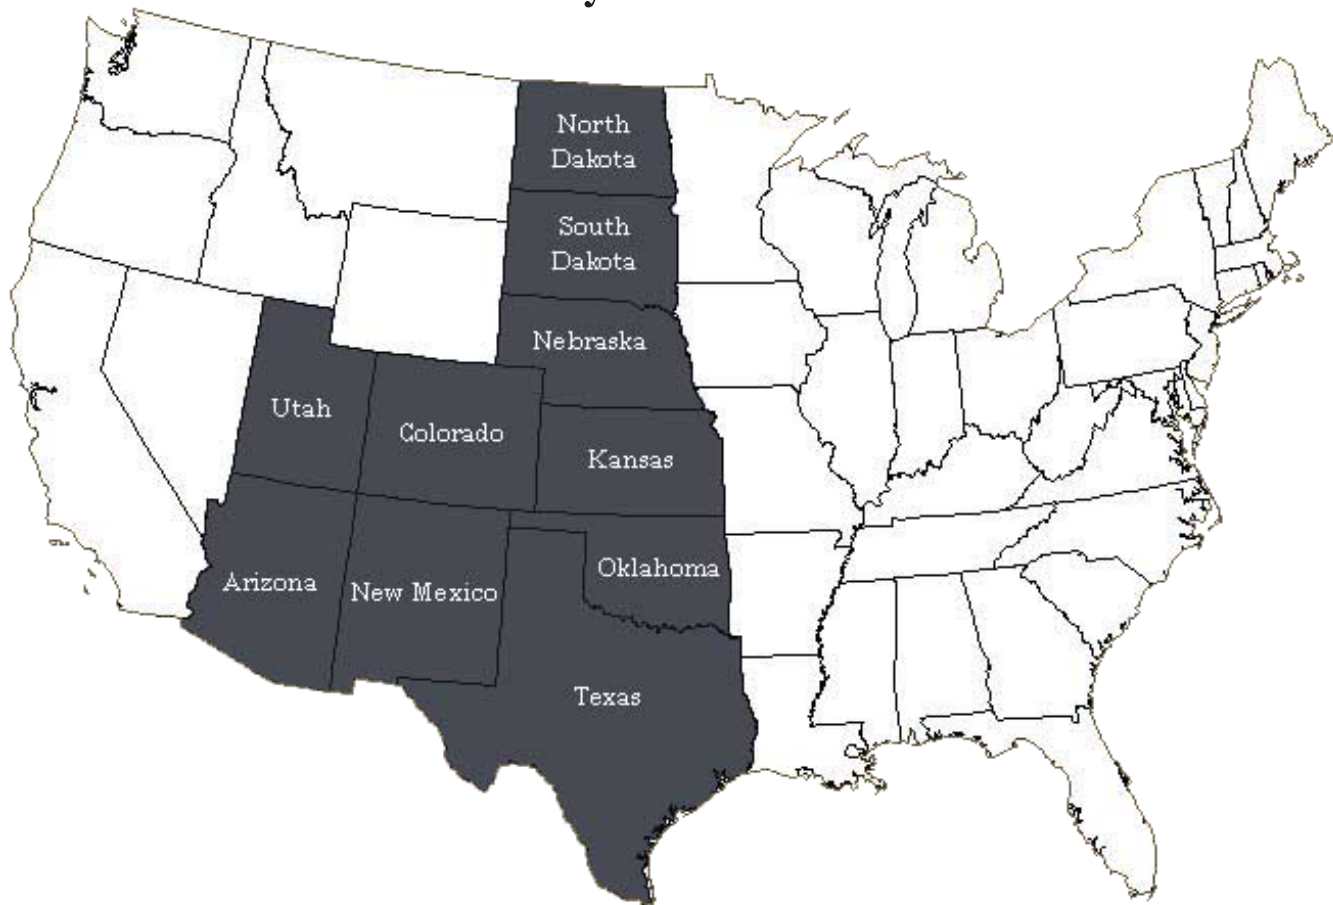 North
Dakota
South
Dakota
Nebraska
Utah
Colorado
Kansas
Oklahoma
Arizona
New Mexico
Texas